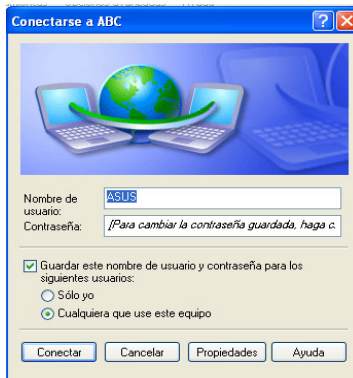 Conectarse a ABC
Nombre de
usuario:
ASUS
Contraseña:
[Para cambiar la contraseña guardada, haga c.
Guardar este nombre de usuario y contraseña para los
siguientes usuarios:
Sólo yo
Cualquiera que use este equipo
Conectar
Cancelar
Propiedades
Ayuda